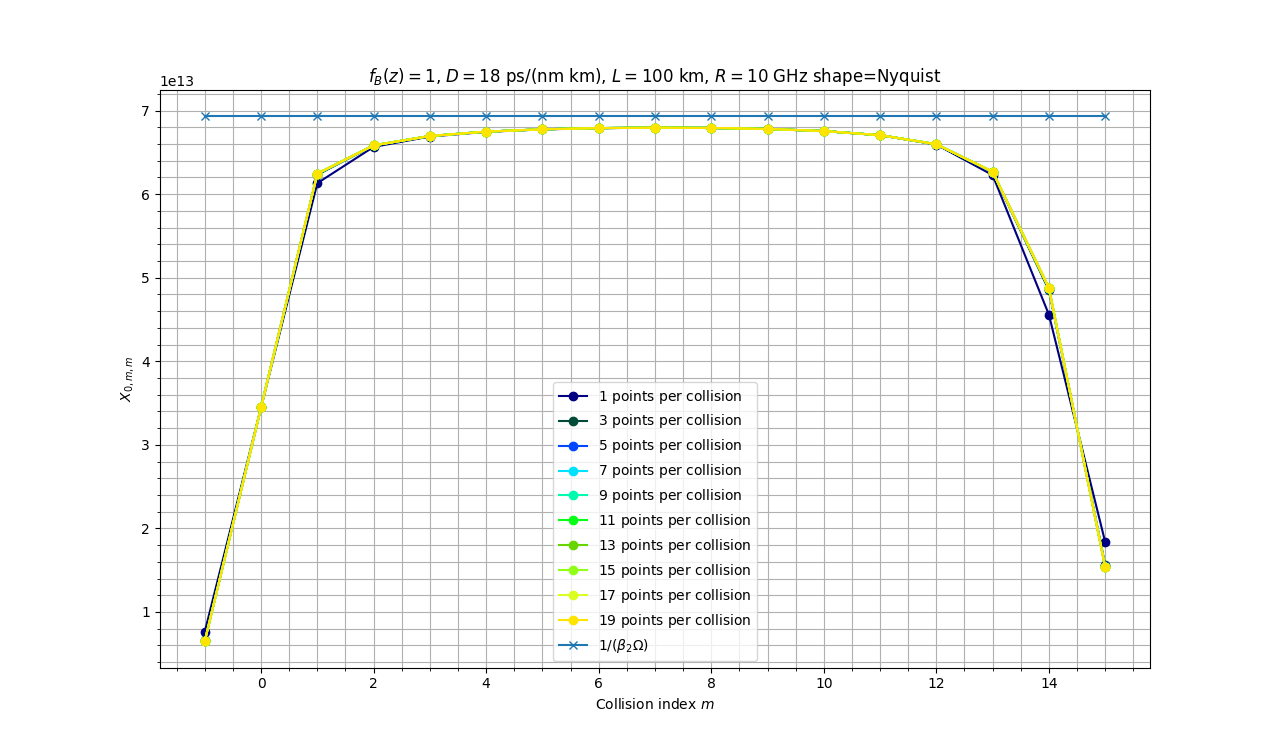 $f_B(z) = 1$, $D = 18$ ps/(nm km), $L = 100$ km, $R = 10$ GHz shape=Nyquist
1e13
7
6
5
4
3
2
1
$X_{0,m,m}$
1 points per collision
3 points per collision
5 points per collision
7 points per collision
9 points per collision
11 points per collision
13 points per collision
15 points per collision
17 points per collision
19 points per collision
$1/(\beta_2\Omega)$
0 2 4 6 8 10 12 14
Collision index $m$